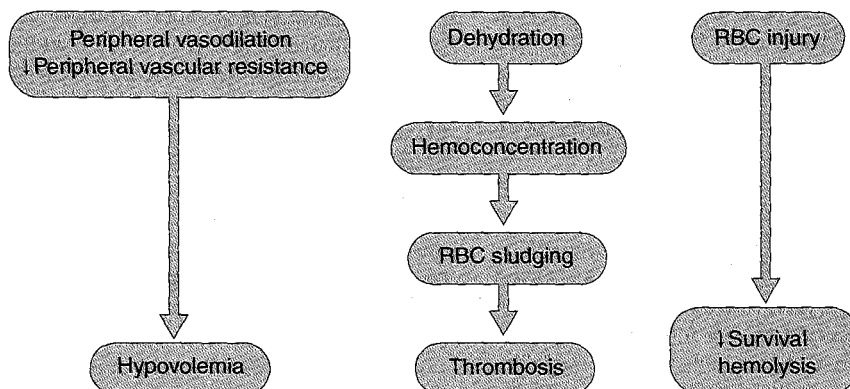 Peripheral vasodilation
↓Peripheral vascular resistance
Hypovolemia
Dehydration
Hemoconcentration
RBC sludging
Thrombosis
RBC injury
↓Survival
hemolysis